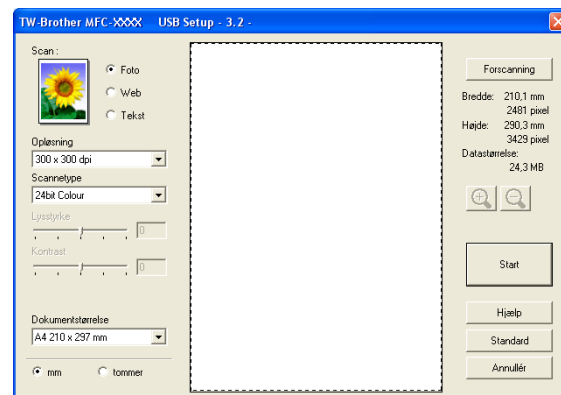 TW-Brother MFC-XXXX USB Setup - 3.2 -
Scan :
Foto
Web
Tekst
Opløsning
300 x 300 dpi
Scannetype
24bit Colour
Lysstyrke
0
Kontrast
0
Dokumentstørrelse
A4 210 x 297 mm
mm
tommer
Forscanning
Bredde: 210,1 mm
2481 pixel
Højde: 290,3 mm
3429 pixel
Datastørrelse:
24,3 MB
Start
Hjælp
Standard
Annullér